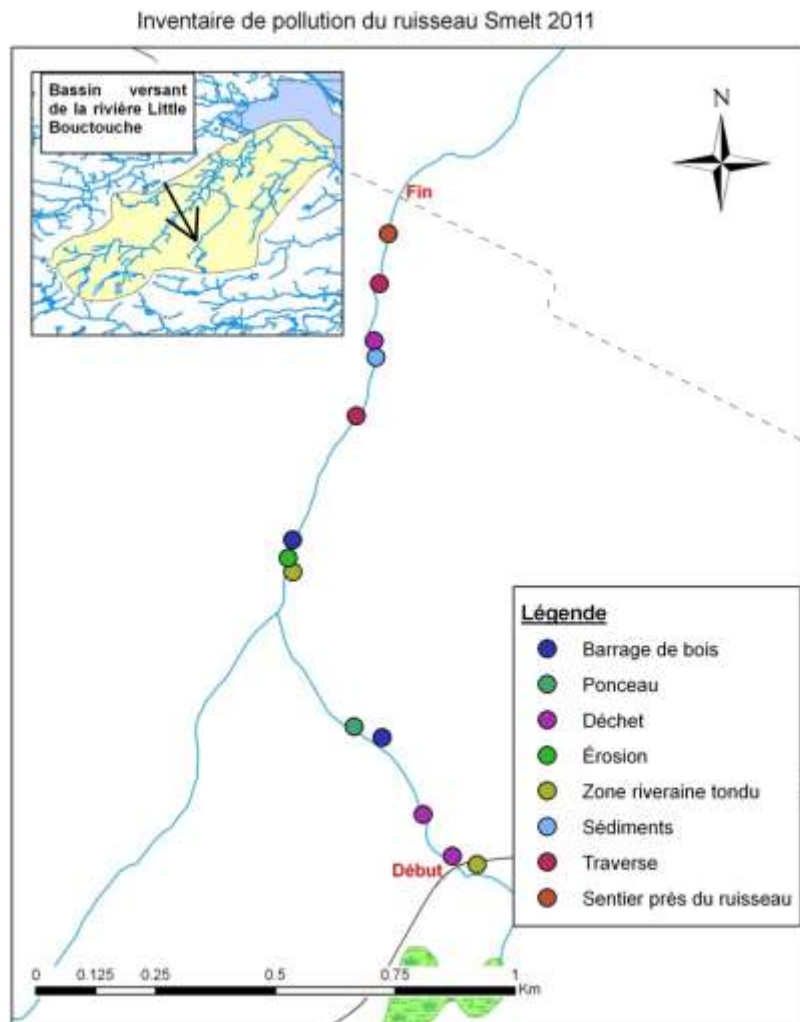 Inventaire de pollution du ruisseau Smelt 2011
Bassin versant
de la rivière Little
Bouctouche
N
Fin
Début
Légende
Barrage de bois
Ponceau
Déchet
Érosion
Zone riveraine tondu
Sédiments
Traverse
Sentier près du ruisseau
0 0.125 0.25 0.5 0.75 1
Km